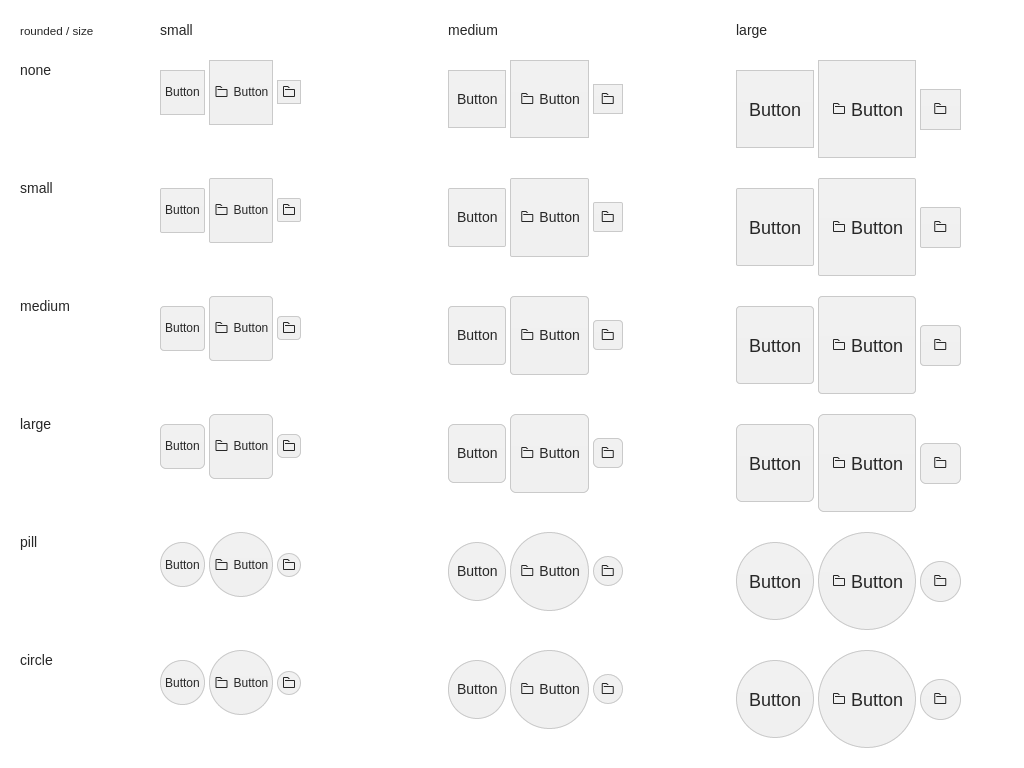 rounded / size small medium large
none Button Button Button Button Button Button
small Button Button Button Button Button Button
medium Button Button Button Button Button Button
large Button Button Button Button Button Button
pill Button Button Button Button Button Button
circle Button Button Button Button Button Button